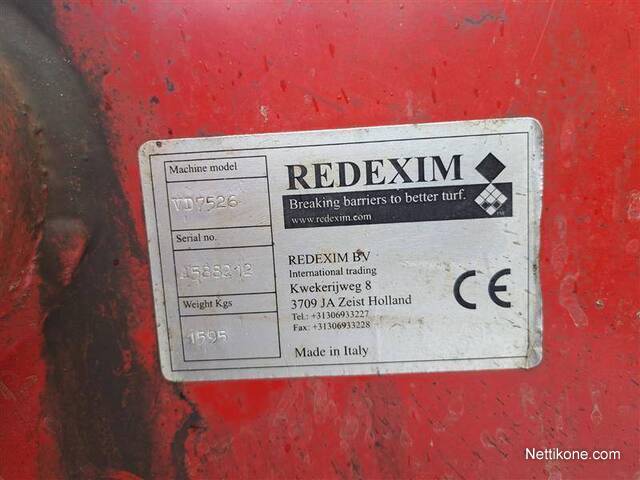 Machine model
VD7526
Serial no.
Weight Kgs
1595
REDEXIM
Breaking barriers to better turf.
www.redexim.com
REDEXIM BV
International trading
Kwekerijweg 8
3709 JA Zeist Holland
Tel.: +31306933227
Fax: +31306933228
Made in Italy
CE
Nettikone.com